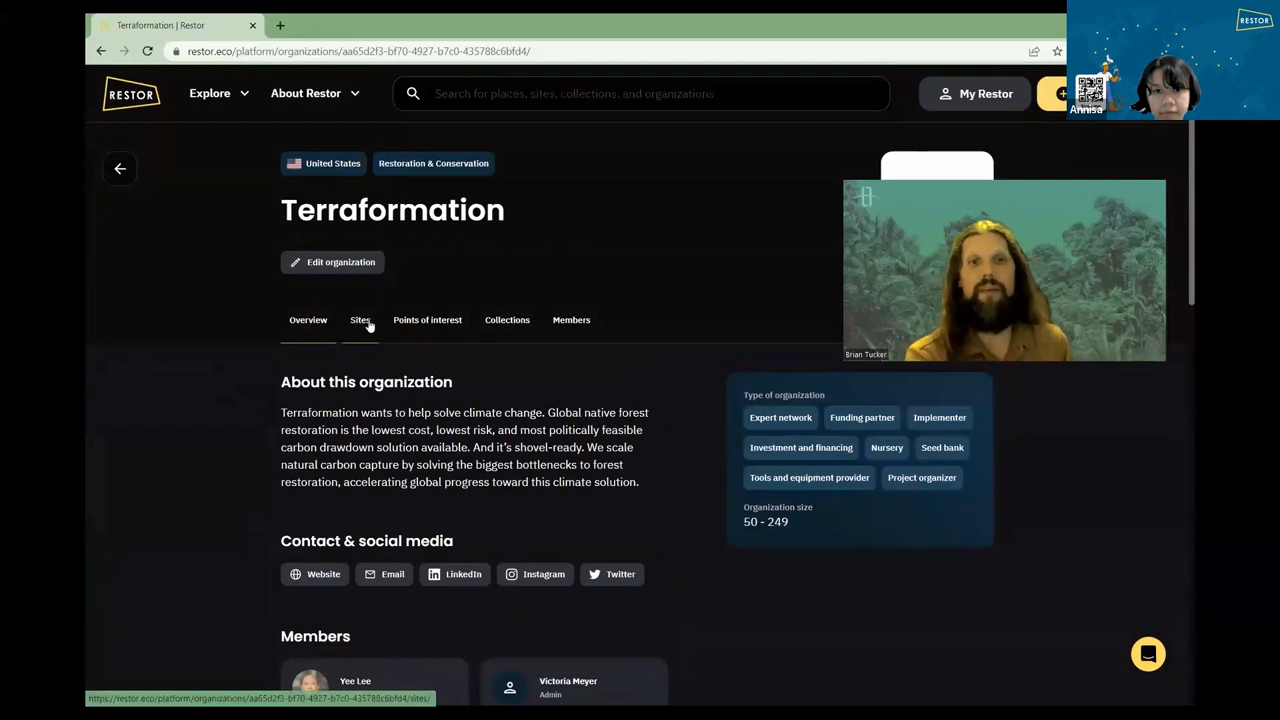 Terraformation | Restor
restor.eco/platform/organizations/aa65d2f3-bf70-4927-b7c0-435788c6bfd4/
RESTOR
Annisa
RESTOR
Explore
About Restor
Search for places, sites, collections, and organizations
My Restor
United States
Restoration & Conservation
Terraformation
Edit organization
Overview
Sites
Points of interest
Collections
Members
Brian Tucker
About this organization
Terraformation wants to help solve climate change. Global native forest
restoration is the lowest cost, lowest risk, and most politically feasible
carbon drawdown solution available. And it's shovel-ready. We scale
natural carbon capture by solving the biggest bottlenecks to forest
restoration, accelerating global progress toward this climate solution.
Type of organization
Expert network
Funding partner
Implementer
Investment and financing
Nursery
Seed bank
Tools and equipment provider
Project organizer
Organization size
50 - 249
Contact & social media
Website
Email
LinkedIn
Instagram
Twitter
Members
Yee Lee
Victoria Meyer
Admin
https://restor.eco/platform/organizations/aa65d2f3-bf70-4927-b7c0-435788c6bfd4/sites/